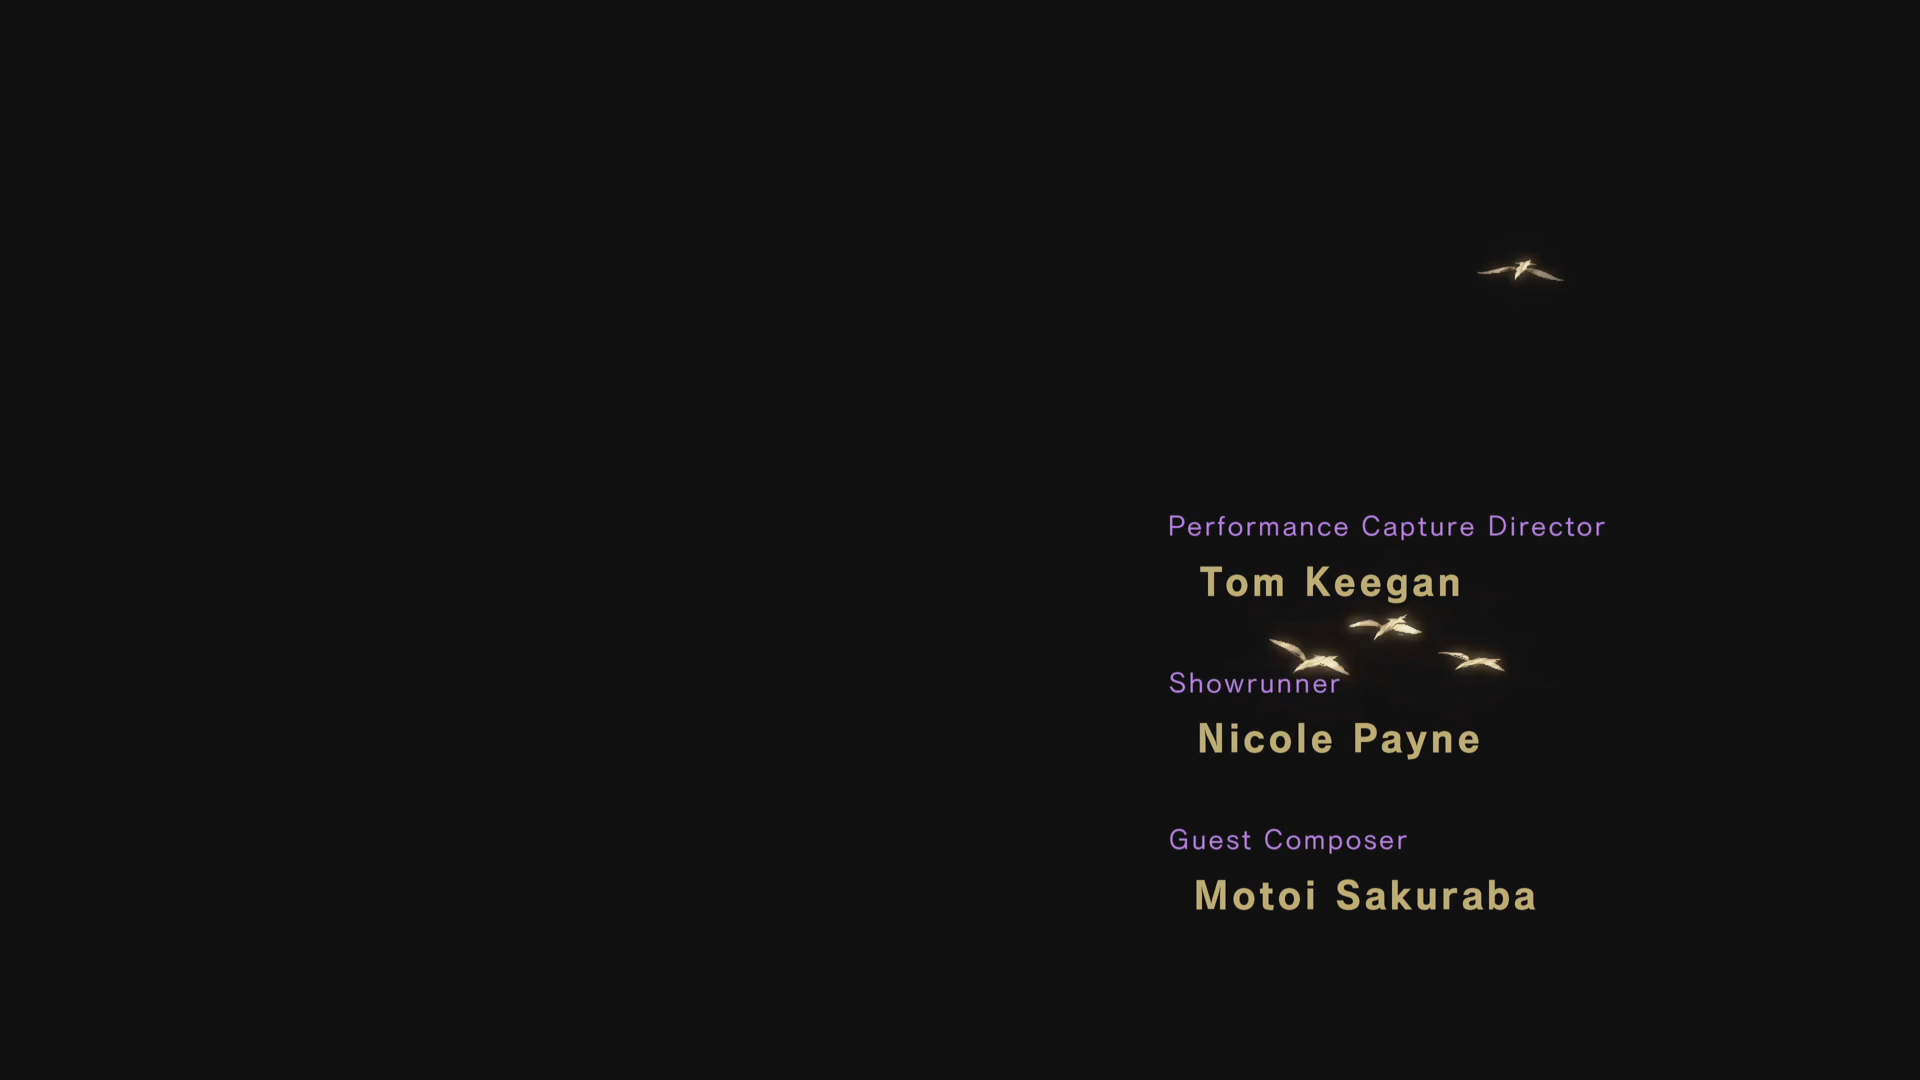 Performance Capture Director
Tom Keegan
Showrunner
Nicole Payne
Guest Composer
Motoi Sakuraba